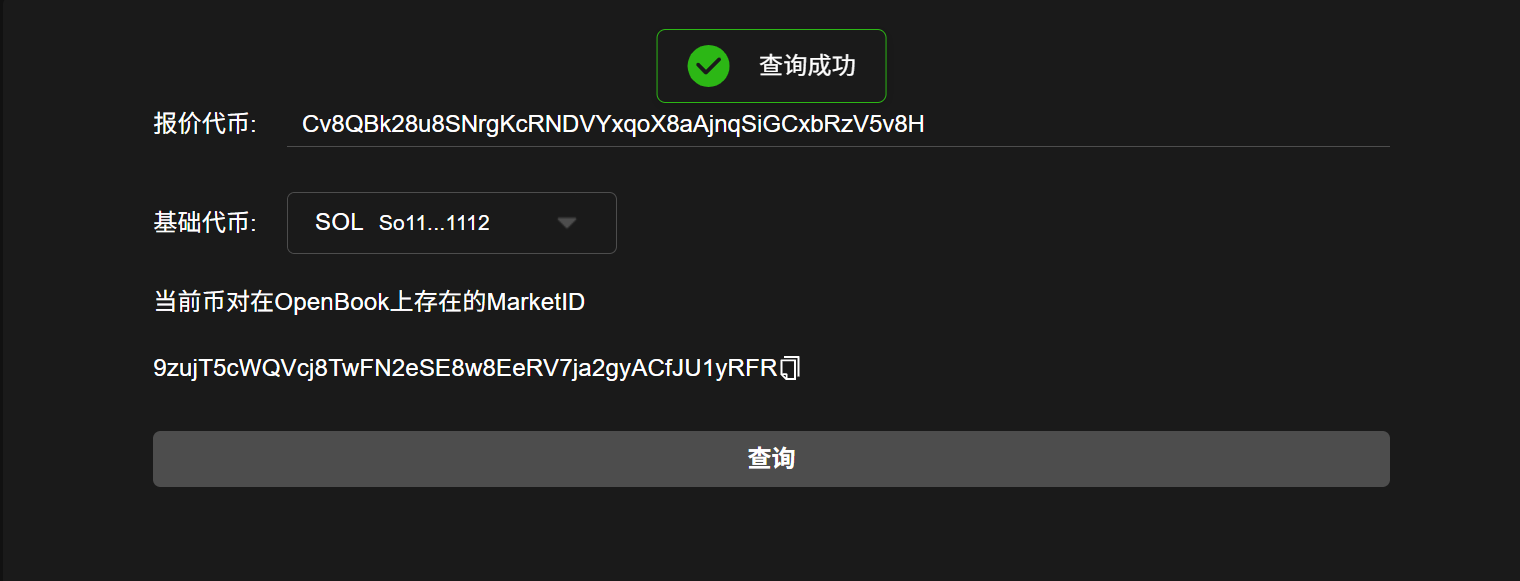 查询成功
报价代币: Cv8QBk28u8SNrgKcRNDVYxqoX8aAjnqSiGCxbRzV5v8H
基础代币: SOL So11...1112
当前币对在OpenBook上存在的MarketID
9zujT5cWQVcj8TwFN2eSE8w8EeRV7ja2gyACfJU1yRFR
查询